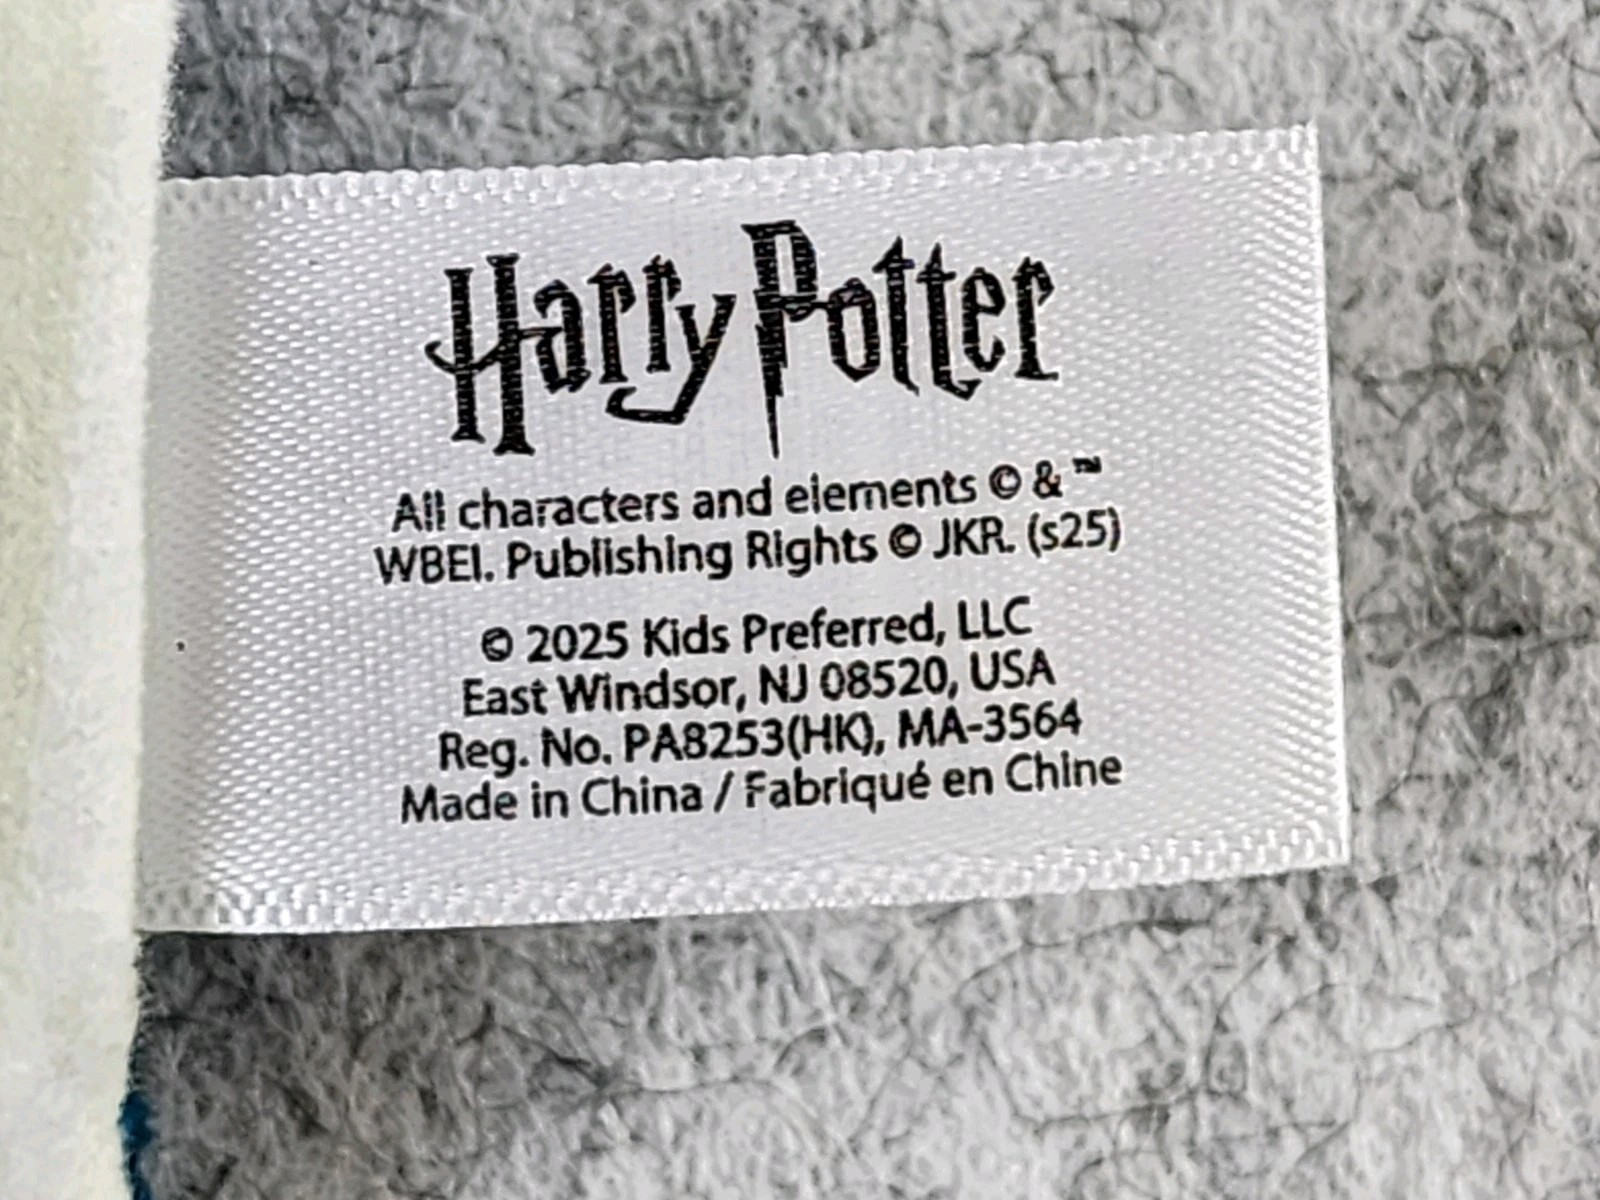 Harry Potter
All characters and elements © & ™
WBEI. Publishing Rights © JKR. (s25)
© 2025 Kids Preferred, LLC
East Windsor, NJ 08520, USA
Reg. No. PA8253(HK), MA-3564
Made in China / Fabriqué en Chine